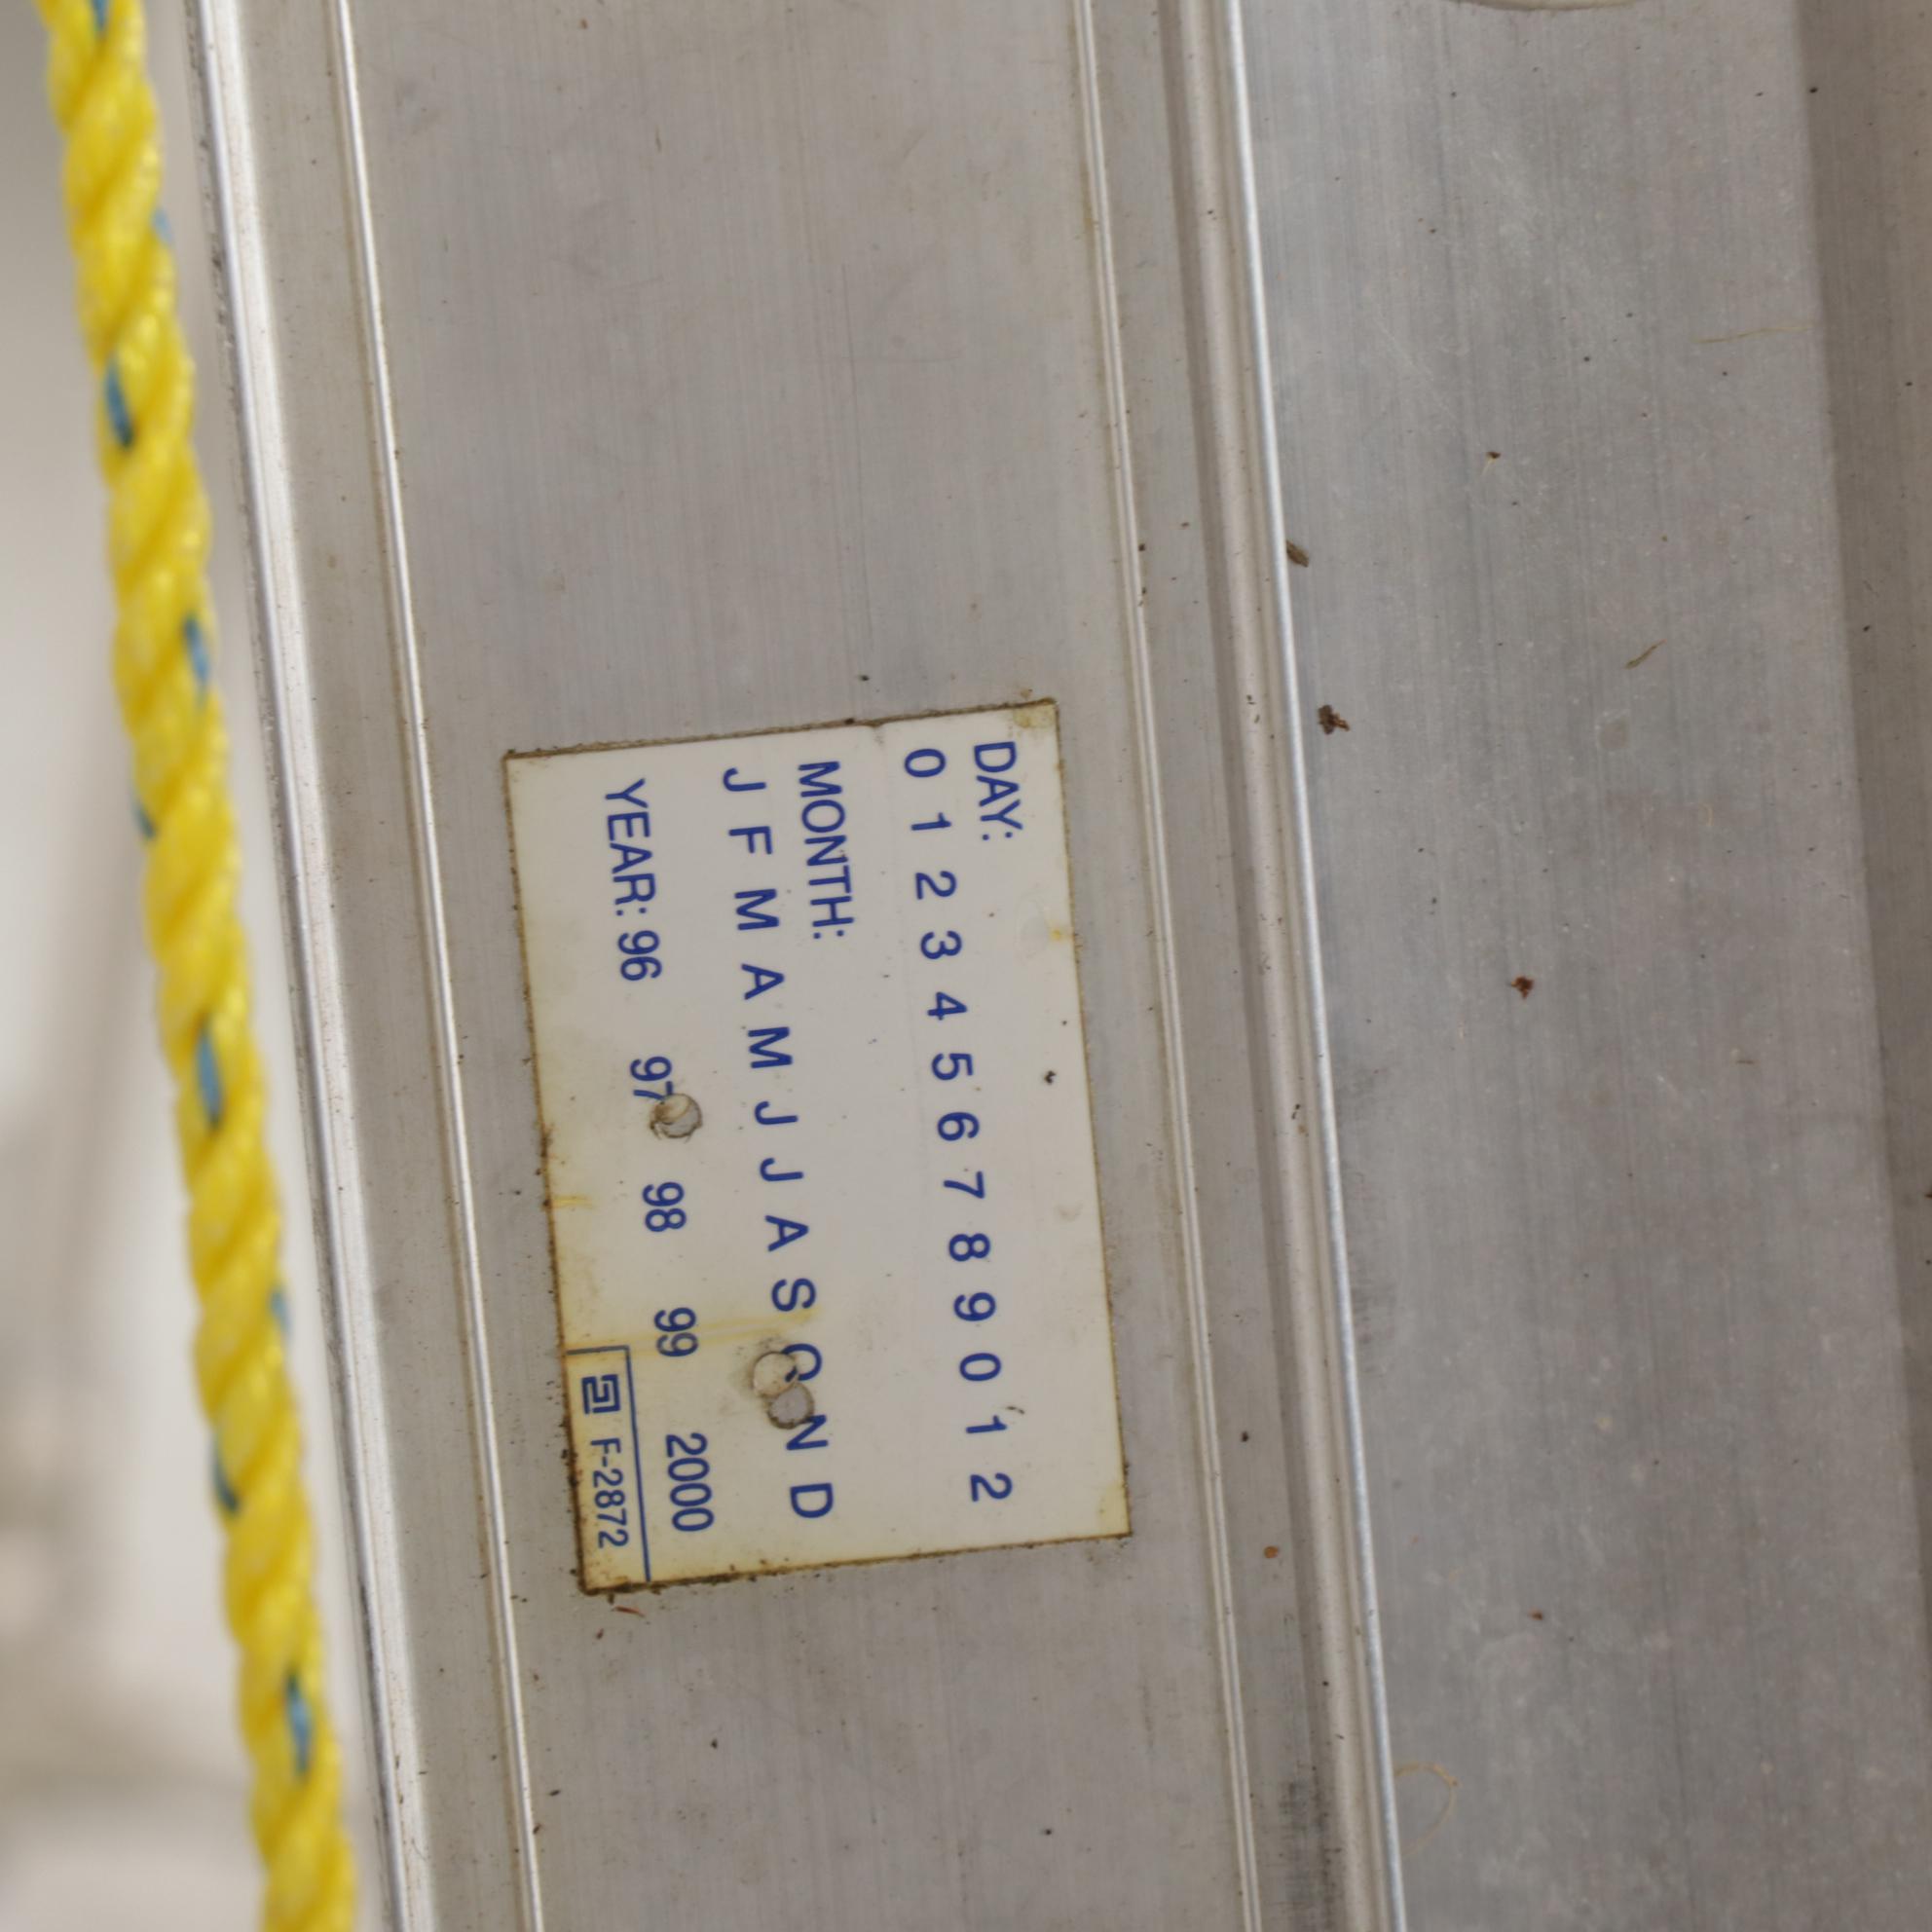 DAY:
0 1 2 3 4 5 6 7 8 9 0 1 2
MONTH:
J F M A M J J A S O N D
YEAR: 96 97 98 99 2000
F-2872